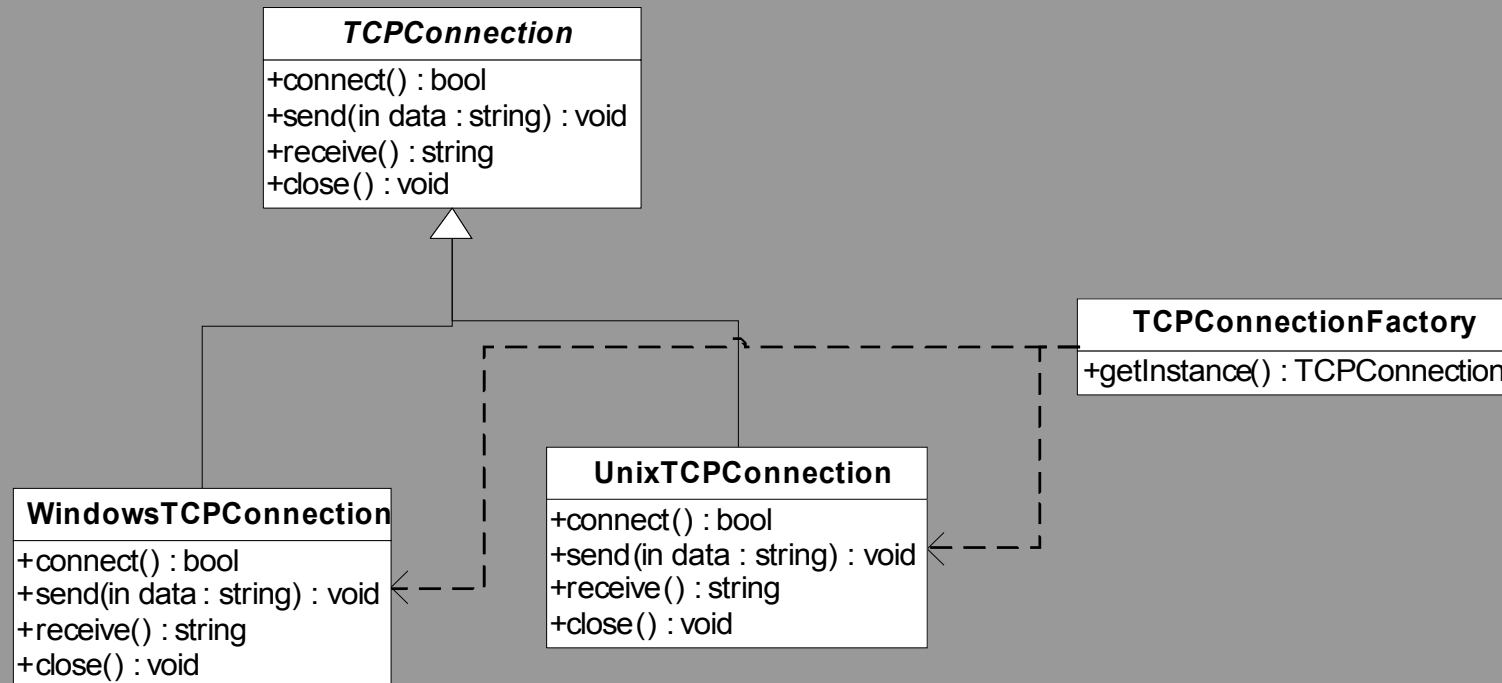 TCPConnection
+connect() : bool
+send(in data : string) : void
+receive() : string
+close() : void
TCPConnectionFactory
+getInstance() : TCPConnection
UnixTCPConnection
+connect() : bool
+send(in data : string) : void
+receive() : string
+close() : void
WindowsTCPConnection
+connect() : bool
+send(in data : string) : void
+receive() : string
+close() : void